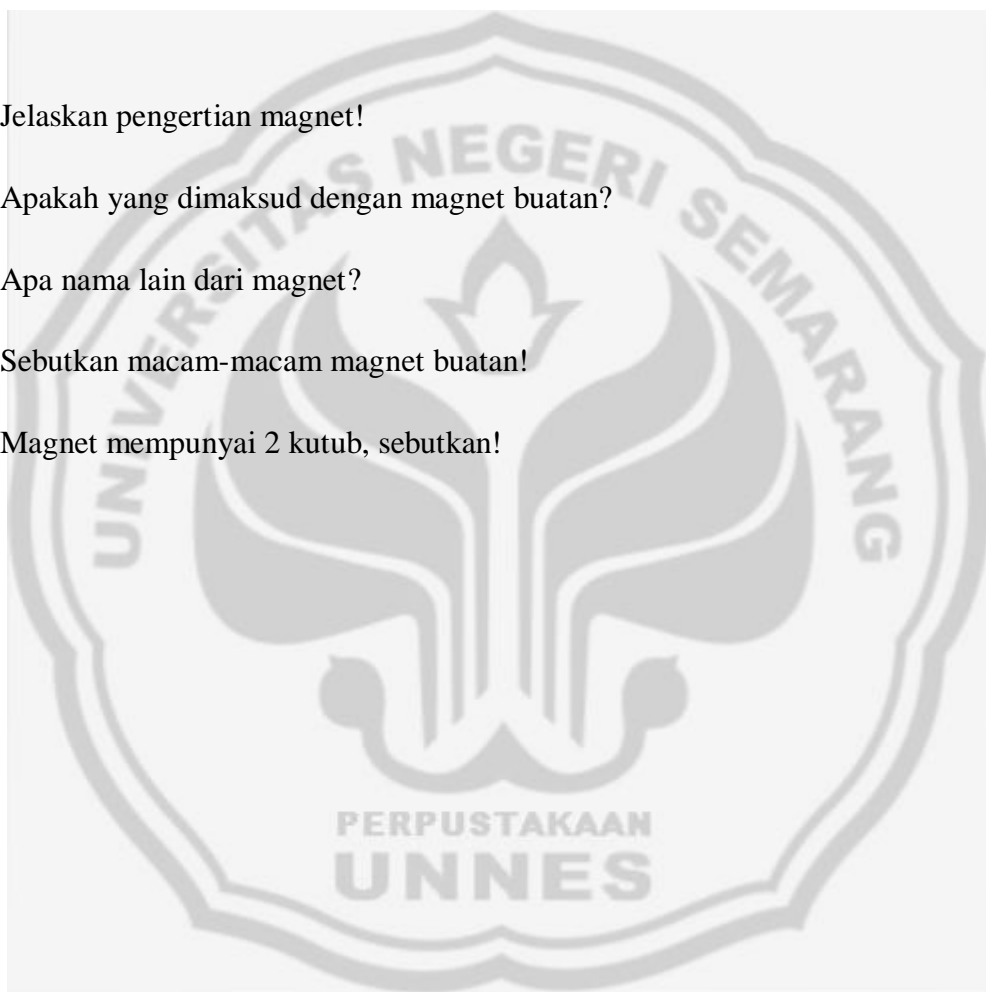 Jelaskan pengertian magnet!
Apakah yang dimaksud dengan magnet buatan?
Apa nama lain dari magnet?
Sebutkan macam-macam magnet buatan!
Magnet mempunyai 2 kutub, sebutkan!
UNIVERSITAS NEGERI SEMARANG
PERPUSTAKAAN
UNNES